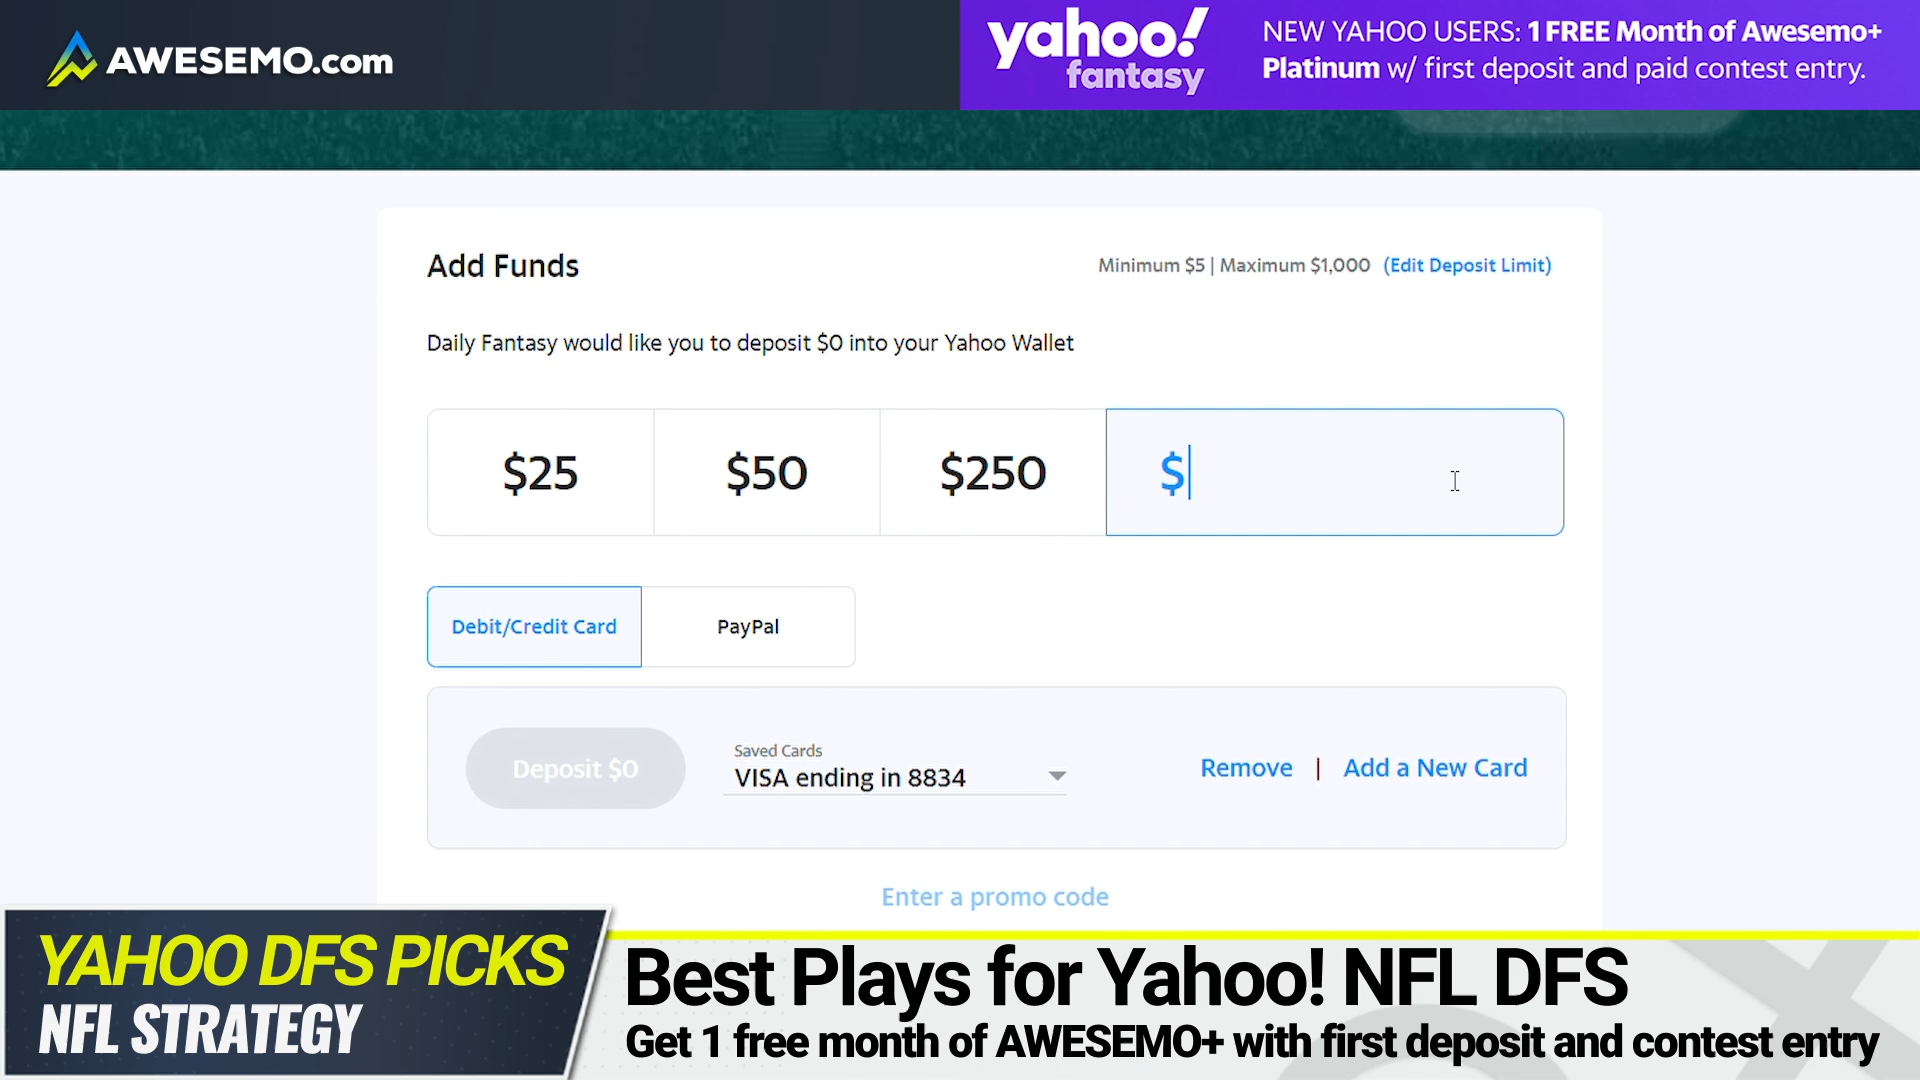 AWESEMO.com
yahoo!
fantasy
NEW YAHOO USERS: 1 FREE Month of Awesemo+
Platinum w/ first deposit and paid contest entry.
Add Funds
Minimum $5 | Maximum $1,000 (Edit Deposit Limit)
Daily Fantasy would like you to deposit $0 into your Yahoo Wallet
$25 $50 $250 $
Debit/Credit Card PayPal
Saved Cards
Deposit $0 VISA ending in 8834 Remove | Add a New Card
Enter a promo code
YAHOO DFS PICKS
NFL STRATEGY
Best Plays for Yahoo! NFL DFS
Get 1 free month of AWESEMO+ with first deposit and contest entry